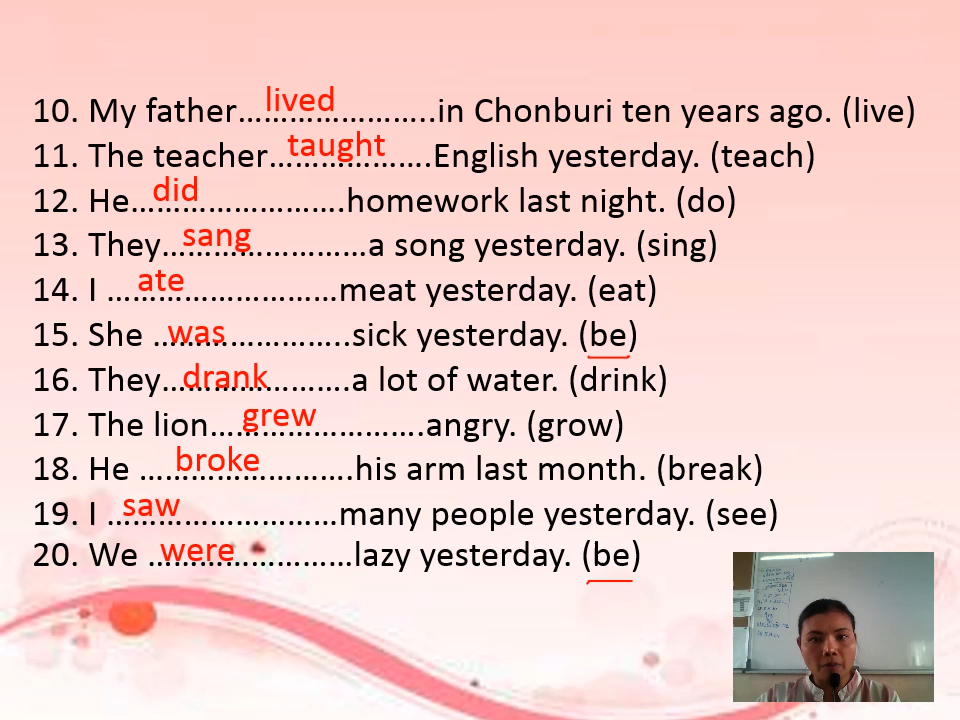 10. My father…lived………………..in Chonburi ten years ago. (live)
11. The teacher…taught…………….English yesterday. (teach)
12. He…did………………….homework last night. (do)
13. They…sang…………………a song yesterday. (sing)
14. I …ate……………………meat yesterday. (eat)
15. She …was………………..sick yesterday. (be)
16. They…drank……………….a lot of water. (drink)
17. The lion…grew………………….angry. (grow)
18. He …broke………………….his arm last month. (break)
19. I …saw……………………many people yesterday. (see)
20. We …were…………………lazy yesterday. (be)